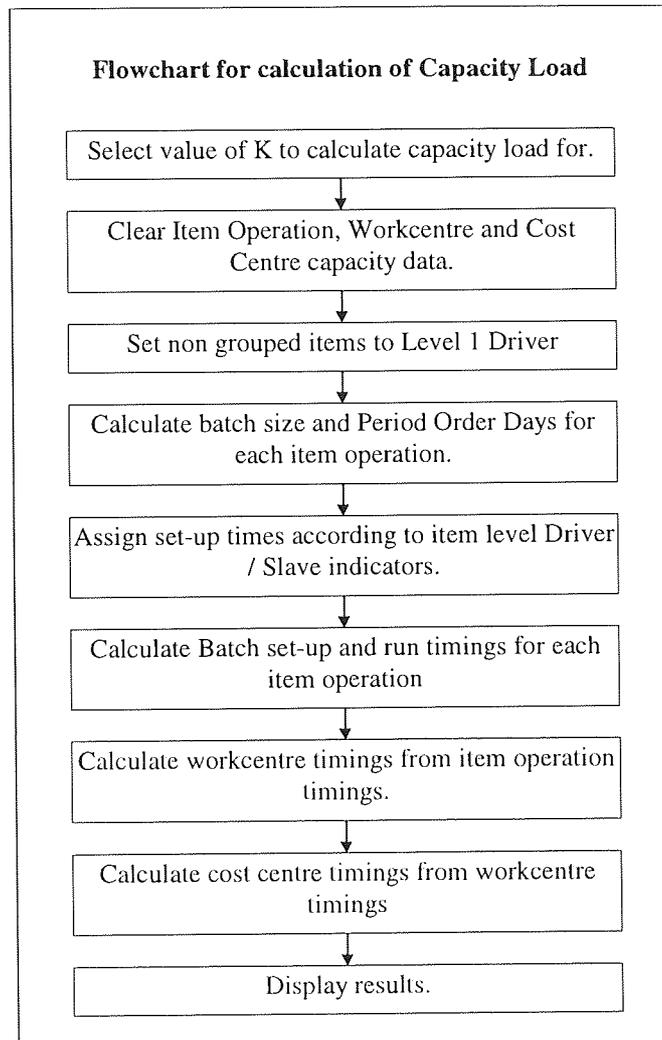 Flowchart for calculation of Capacity Load
Select value of K to calculate capacity load for.
Clear Item Operation, Workcentre and Cost
Centre capacity data.
Set non grouped items to Level 1 Driver
Calculate batch size and Period Order Days for
each item operation.
Assign set-up times according to item level Driver
/ Slave indicators.
Calculate Batch set-up and run timings for each
item operation
Calculate workcentre timings from item operation
timings.
Calculate cost centre timings from workcentre
timings
Display results.